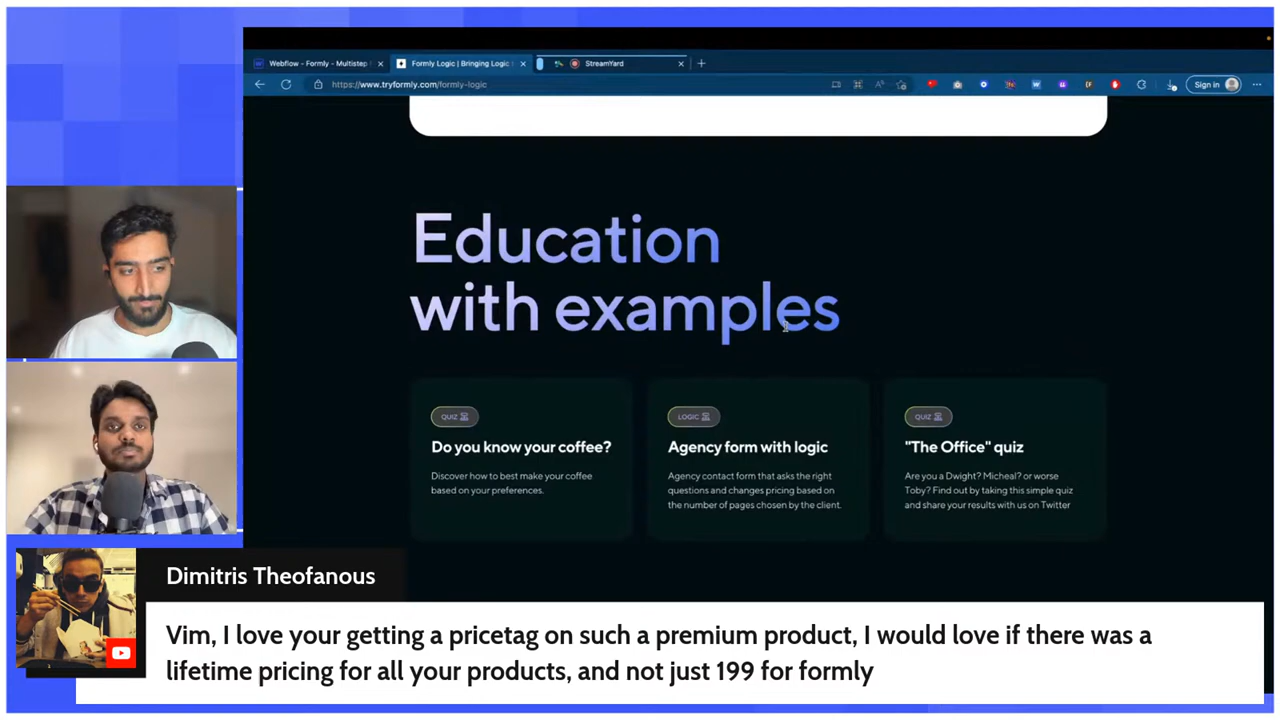 Webflow - Formly - Multistep
Formly Logic | Bringing Logic
StreamYard
https://www.tryformly.com/formly-logic
Sign in
Education
with examples
QUIZ
Do you know your coffee?
Discover how to best make your coffee
based on your preferences.
LOGIC
Agency form with logic
Agency contact form that asks the right
questions and changes pricing based on
the number of pages chosen by the client.
QUIZ
"The Office" quiz
Are you a Dwight? Micheal? or worse
Toby? Find out by taking this simple quiz
and share your results with us on Twitter
Dimitris Theofanous
Vim, I love your getting a pricetag on such a premium product, I would love if there was a
lifetime pricing for all your products, and not just 199 for formly